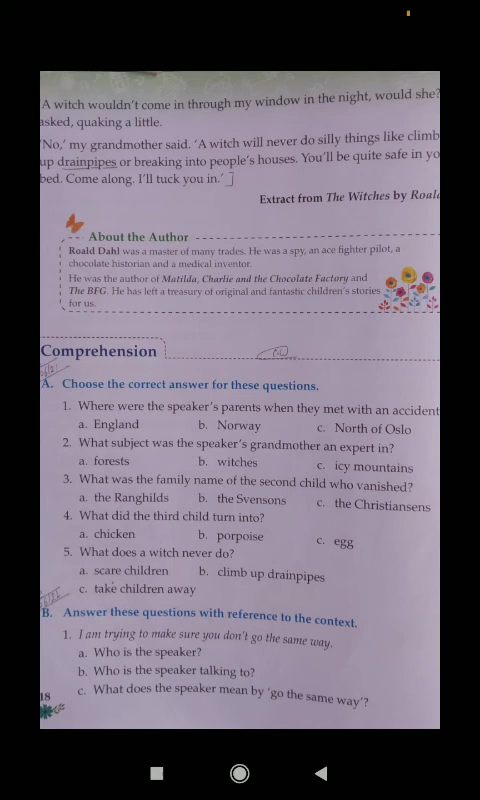 'A witch wouldn't come in through my window in the night, would she?
asked, quaking a little.
'No,' my grandmother said. 'A witch will never do silly things like climb
up drainpipes or breaking into people's houses. You'll be quite safe in yo
bed. Come along. I'll tuck you in.' ]
Extract from The Witches by Roald
About the Author
Roald Dahl was a master of many trades. He was a spy, an ace fighter pilot, a
chocolate historian and a medical inventor.
He was the author of Matilda, Charlie and the Chocolate Factory and
The BFG. He has left a treasury of original and fantastic children's stories
for us.
Comprehension
A. Choose the correct answer for these questions.
1. Where were the speaker's parents when they met with an accident
a. England b. Norway c. North of Oslo
2. What subject was the speaker's grandmother an expert in?
a. forests b. witches c. icy mountains
3. What was the family name of the second child who vanished?
a. the Ranghilds b. the Svensons c. the Christiansens
4. What did the third child turn into?
a. chicken b. porpoise c. egg
5. What does a witch never do?
a. scare children b. climb up drainpipes
c. take children away
B. Answer these questions with reference to the context.
1. I am trying to make sure you don't go the same way.
a. Who is the speaker?
b. Who is the speaker talking to?
c. What does the speaker mean by 'go the same way'?
18